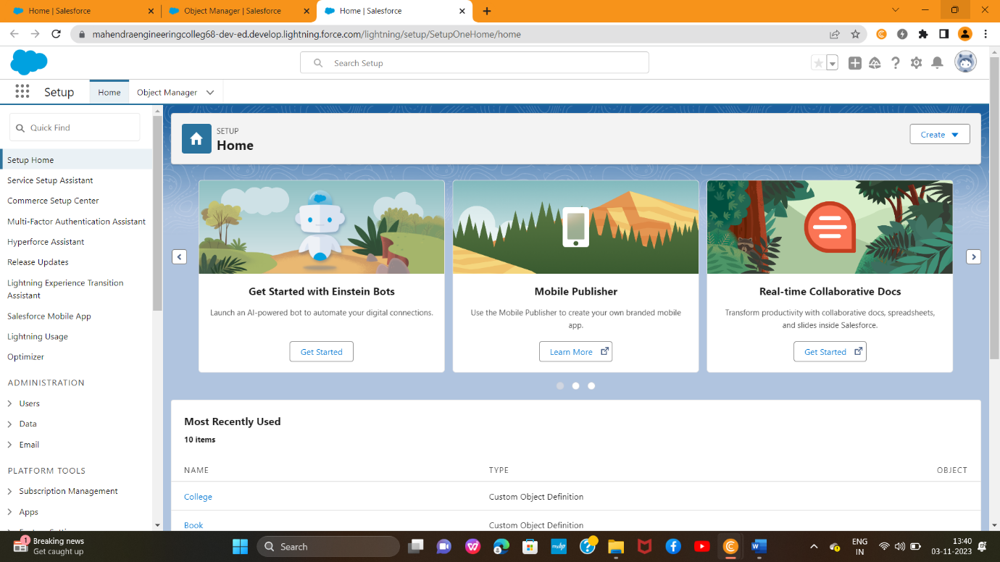 Home | Salesforce
Object Manager | Salesforce
Home | Salesforce
mahendraengineeringcolleg68-dev-ed.develop.lightning.force.com/lightning/setup/SetupOneHome/home
Search Setup
Setup
Home
Object Manager
Quick Find
Setup Home
Service Setup Assistant
Commerce Setup Center
Multi-Factor Authentication Assistant
Hyperforce Assistant
Release Updates
Lightning Experience Transition
Assistant
Salesforce Mobile App
Lightning Usage
Optimizer
ADMINISTRATION
Users
Data
Email
PLATFORM TOOLS
Subscription Management
Apps
SETUP
Home
Create
Get Started with Einstein Bots
Launch an AI-powered bot to automate your digital connections.
Get Started
Mobile Publisher
Use the Mobile Publisher to create your own branded mobile
app.
Learn More
Real-time Collaborative Docs
Transform productivity with collaborative docs, spreadsheets,
and slides inside Salesforce.
Get Started
Most Recently Used
10 items
NAME TYPE OBJECT
College Custom Object Definition
Book Custom Object Definition
1
Breaking news
Get caught up
Search
ENG
IN
13:40
03-11-2023